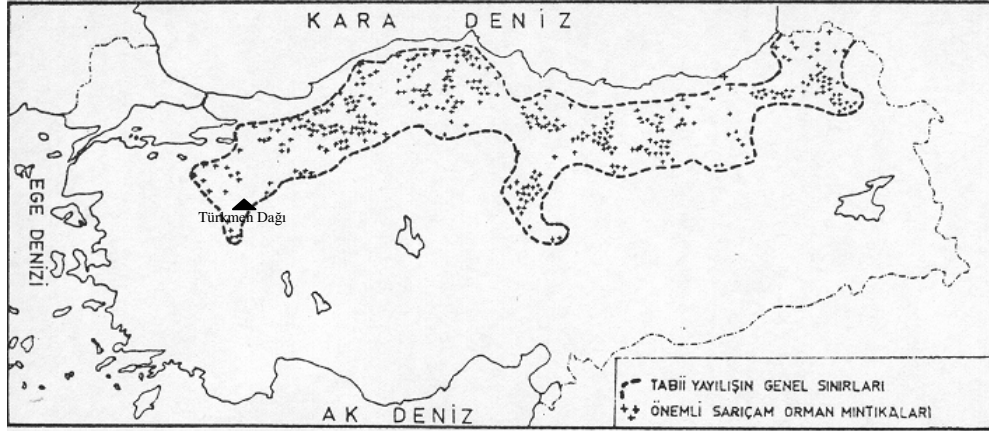 KARA DENİZ
EGE DENİZİ
Türkmen Dağı
AK DENİZ
TABİİ YAYILIŞIN GENEL SINIRLARI
ÖNEMLİ SARIÇAM ORMAN MINTIKALARI